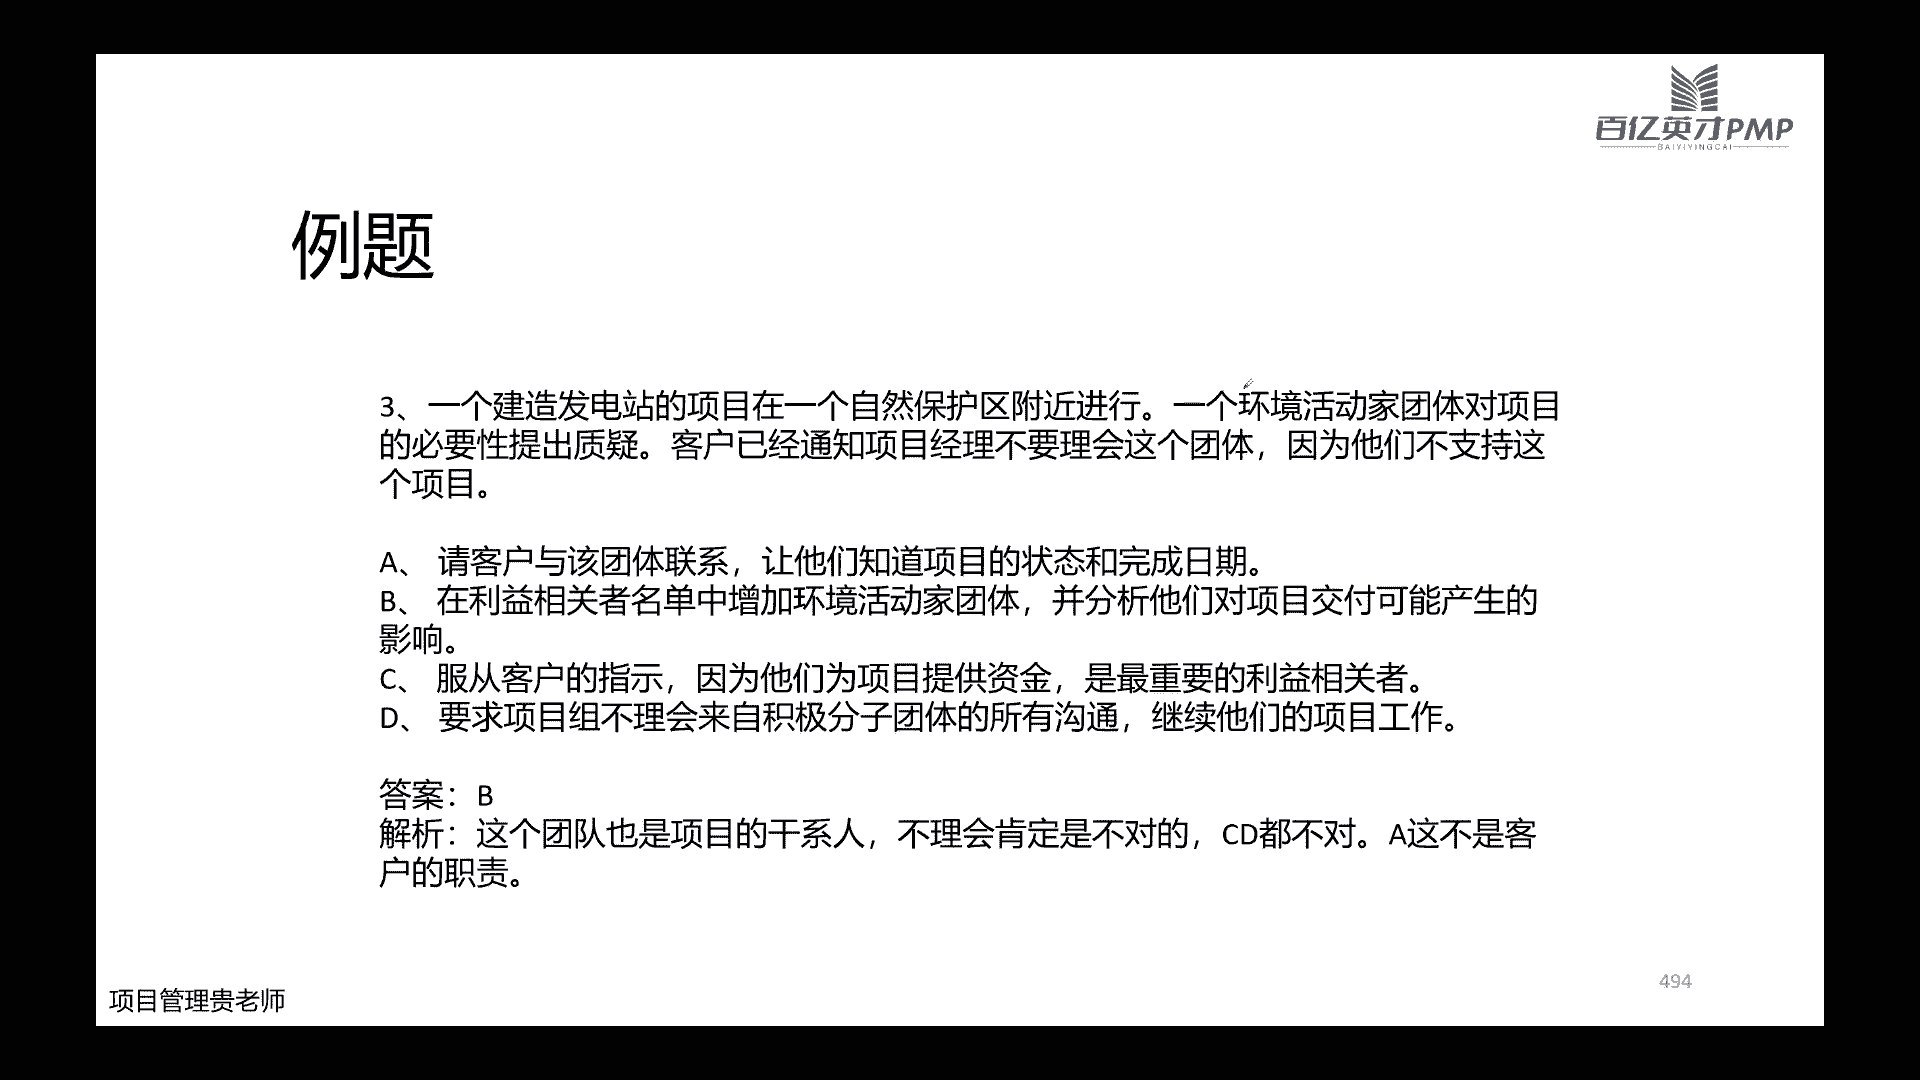 百亿英才PMP
BAIYIYINGCAI
例题
3、一个建造发电站的项目在一个自然保护区附近进行。一个环境活动家团体对项目
的必要性提出质疑。客户已经通知项目经理不要理会这个团体，因为他们不支持这
个项目。
A、 请客户与该团体联系，让他们知道项目的状态和完成日期。
B、 在利益相关者名单中增加环境活动家团体，并分析他们对项目交付可能产生的
影响。
C、 服从客户的指示，因为他们为项目提供资金，是最重要的利益相关者。
D、 要求项目组不理会来自积极分子团体的所有沟通，继续他们的项目工作。
答案：B
解析：这个团队也是项目的干系人，不理会肯定是不对的，CD都不对。A这不是客
户的职责。
494
项目管理贵老师